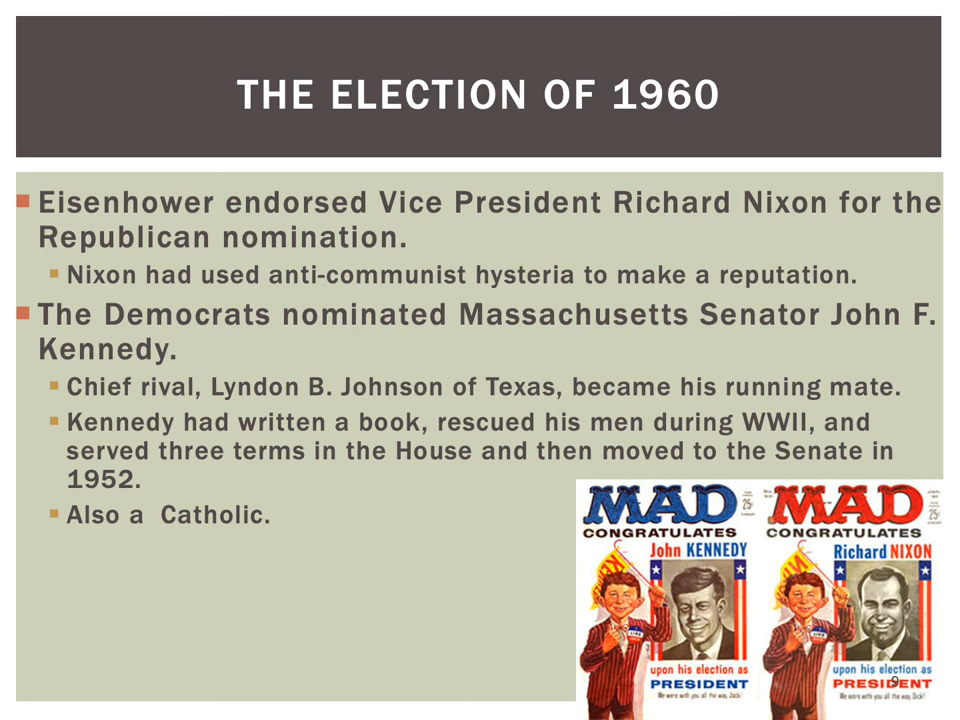 THE ELECTION OF 1960
Eisenhower endorsed Vice President Richard Nixon for the
Republican nomination.
Nixon had used anti-communist hysteria to make a reputation.
The Democrats nominated Massachusetts Senator John F.
Kennedy.
Chief rival, Lyndon B. Johnson of Texas, became his running mate.
Kennedy had written a book, rescued his men during WWII, and
served three terms in the House and then moved to the Senate in
1952.
Also a Catholic.
MAD
25¢
CONGRATULATES
John KENNEDY
upon his election as
PRESIDENT
We were with you all the way, Jack!
MAD
25¢
CONGRATULATES
Richard NIXON
upon his election as
PRESIDENT
We were with you all the way, Dick!
9